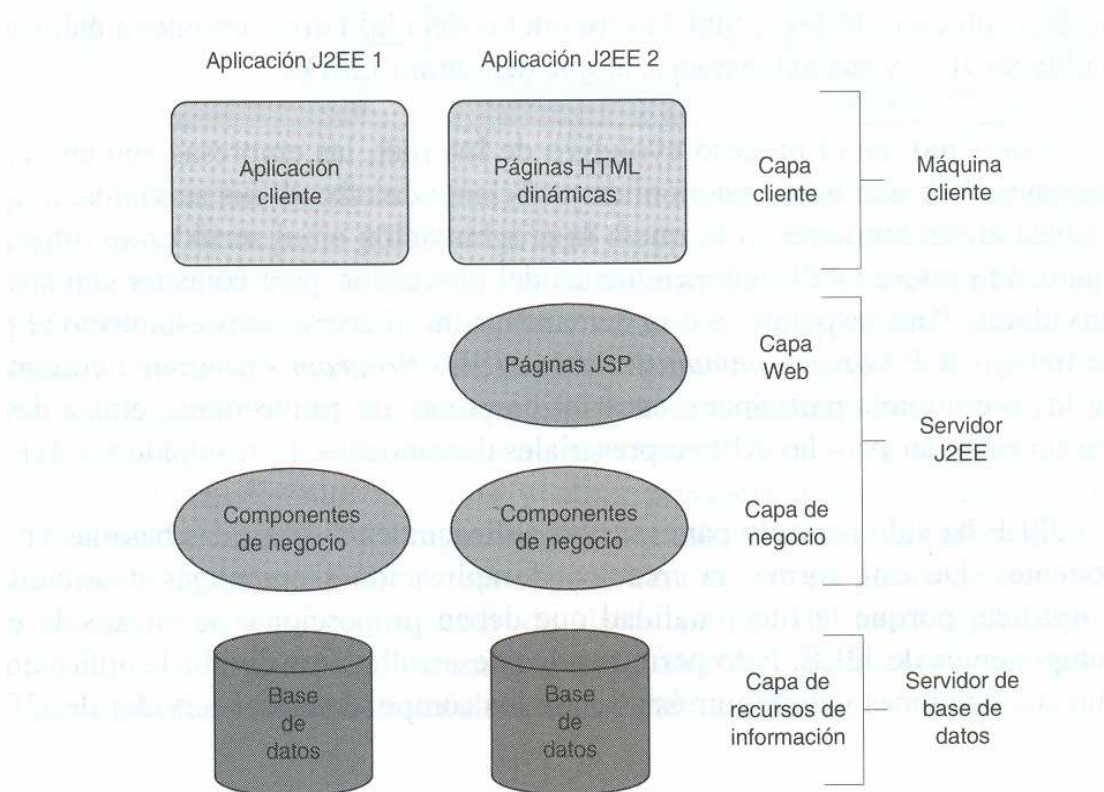 Aplicación J2EE 1
Aplicación J2EE 2
Aplicación
cliente
Páginas HTML
dinámicas
Capa
cliente
Máquina
cliente
Páginas JSP
Capa
Web
Servidor
J2EE
Componentes
de negocio
Componentes
de negocio
Capa de
negocio
Base
de
datos
Base
de
datos
Capa de
recursos de
información
Servidor de
base de
datos